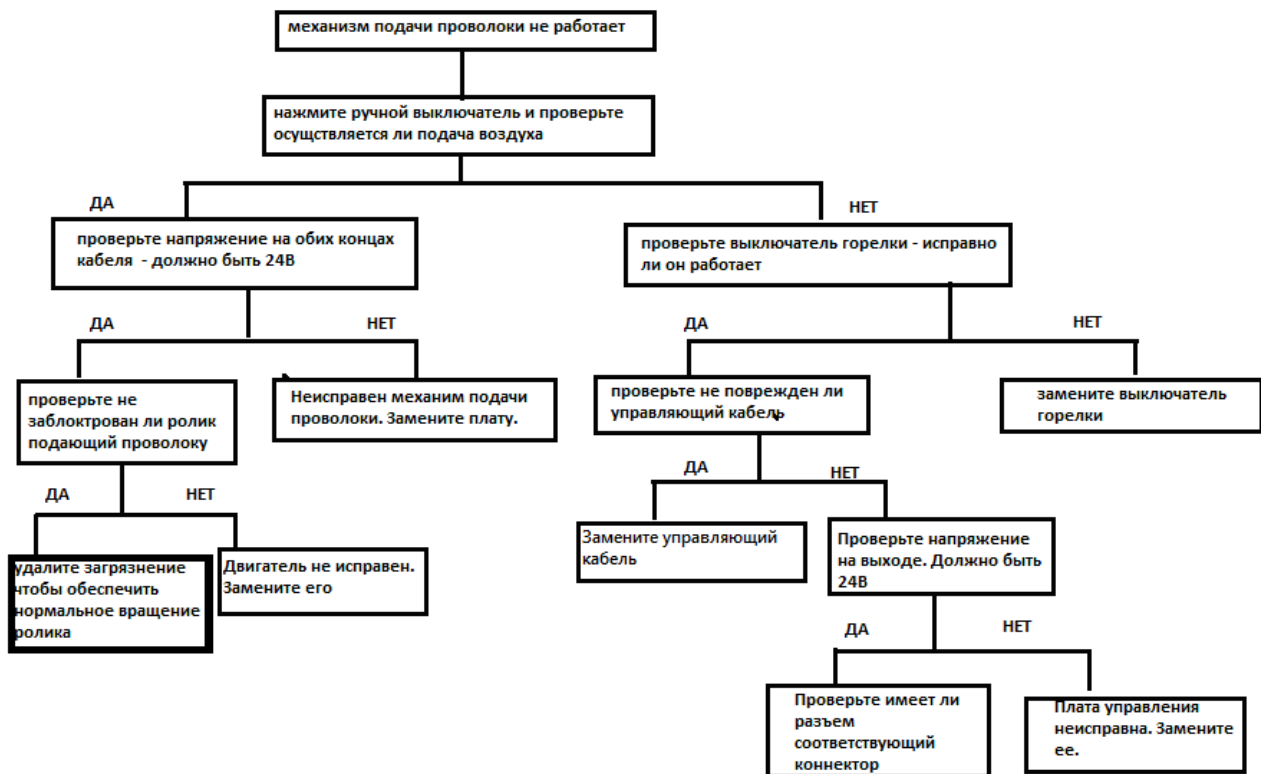 механизм подачи проволоки не работает
нажмите ручной выключатель и проверьте
осущствляется ли подача воздуха
ДА
НЕТ
проверьте напряжение на обих концах
кабеля - должно быть 24В
проверьте выключатель горелки - исправно
ли он работает
ДА
НЕТ
ДА
НЕТ
проверьте не
заблоктрован ли ролик
подающий проволоку
Неисправен механим подачи
проволоки. Замените плату.
проверьте не поврежден ли
управляющий кабель
замените выключатель
горелки
ДА
НЕТ
ДА
НЕТ
удалите загрязнение
чтобы обеспечить
нормальное вращение
ролика
Двигатель не исправен.
Замените его
Замените управляющий
кабель
Проверьте напряжение
на выходе. Должно быть
24В
ДА
НЕТ
Проверьте имеет ли
разъем
соответствующий
коннектор
Плата управления
неисправна. Замените
ее.